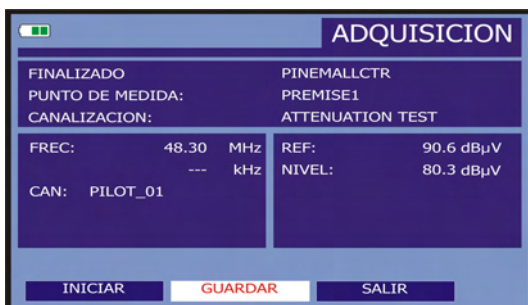 ADQUISICION
FINALIZADO PINEMALLCTR
PUNTO DE MEDIDA: PREMISE1
CANALIZACION: ATTENUATION TEST
FREC: 48.30 MHz
--- kHz
CAN: PILOT_01
REF: 90.6 dBµV
NIVEL: 80.3 dBµV
INICIAR GUARDAR SALIR